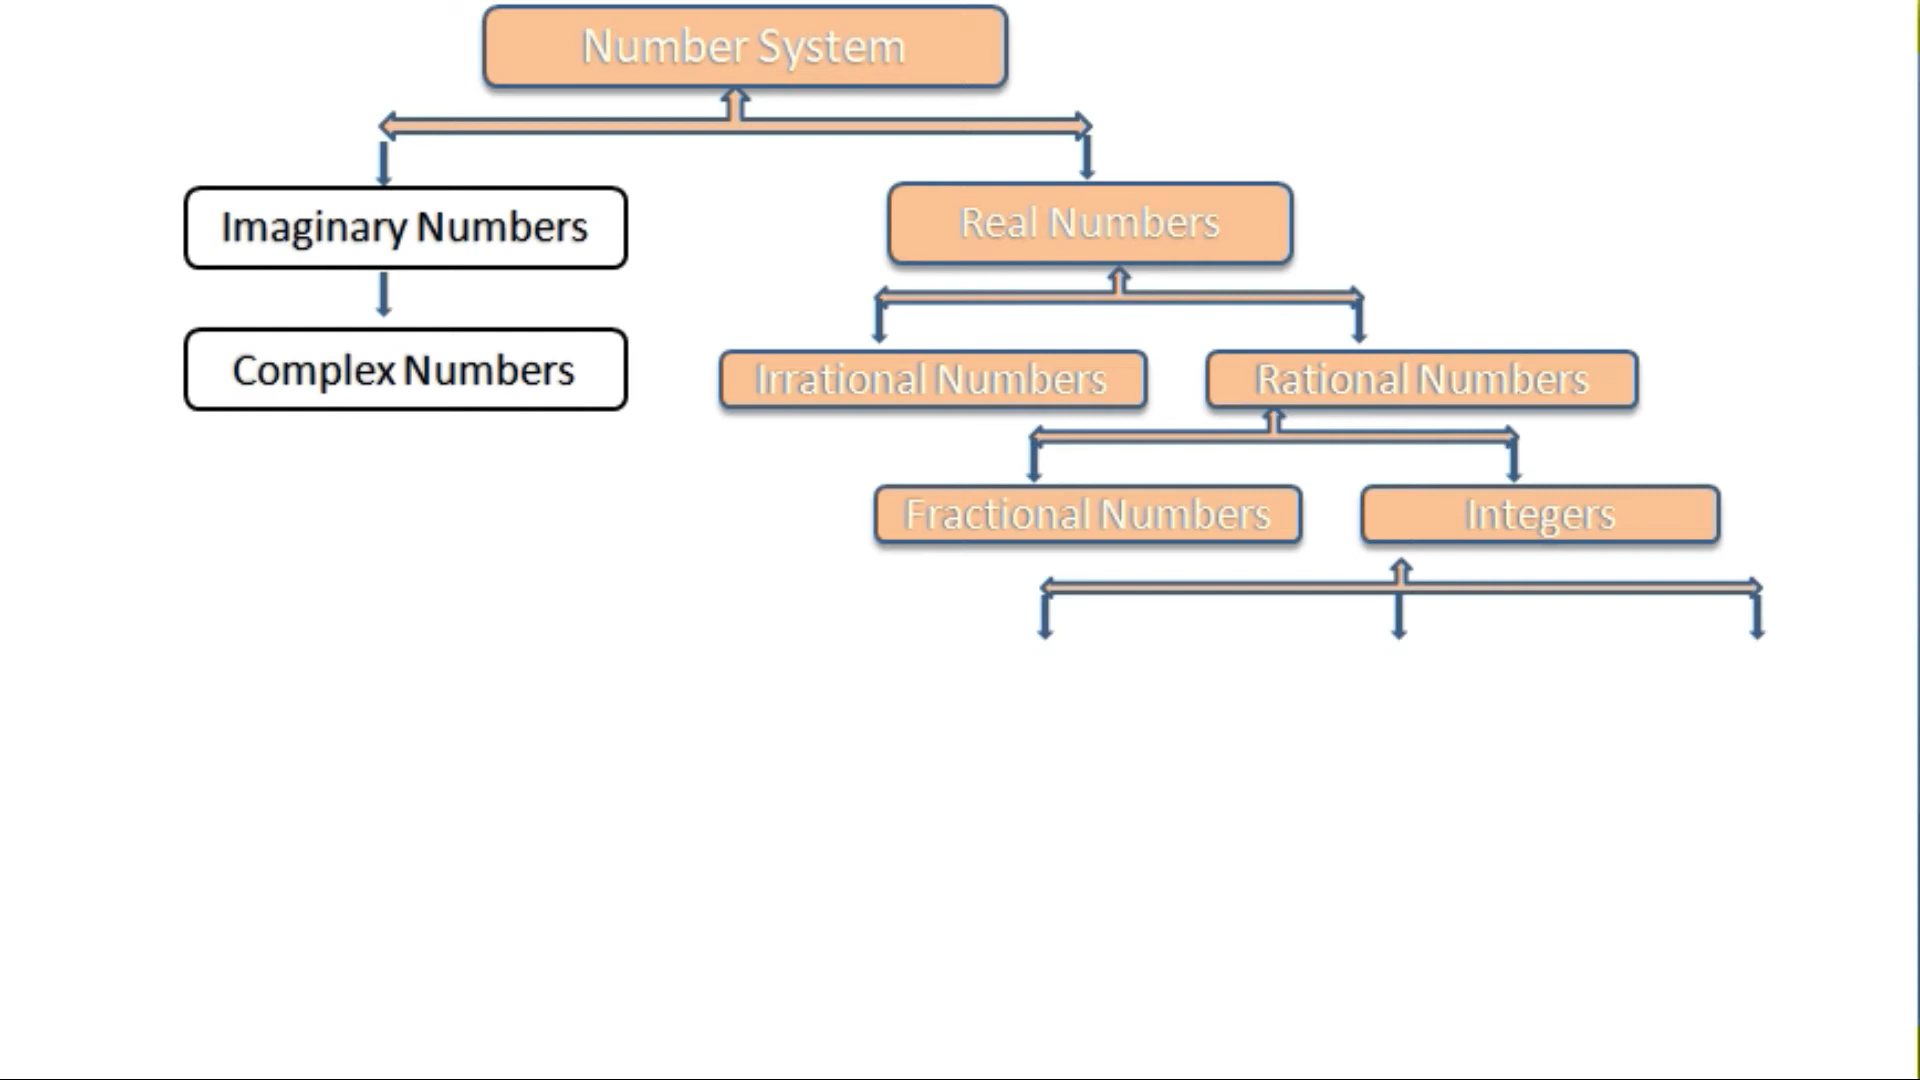 Number System
Imaginary Numbers
Real Numbers
Complex Numbers
Irrational Numbers
Rational Numbers
Fractional Numbers
Integers